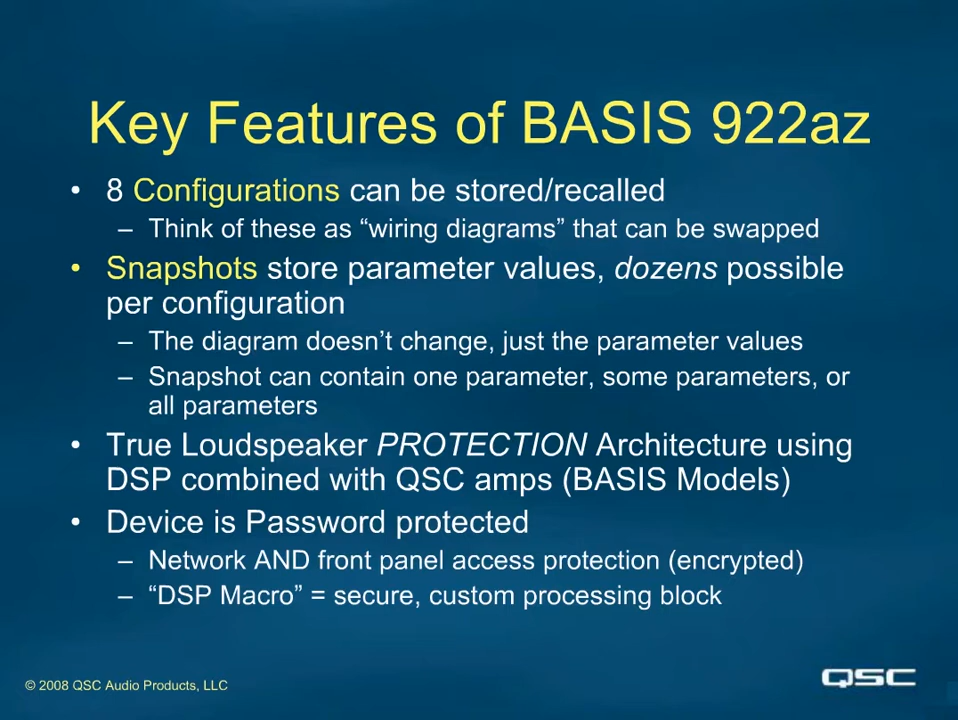 Key Features of BASIS 922az
• 8 Configurations can be stored/recalled
– Think of these as “wiring diagrams” that can be swapped
• Snapshots store parameter values, dozens possible
per configuration
– The diagram doesn’t change, just the parameter values
– Snapshot can contain one parameter, some parameters, or
all parameters
• True Loudspeaker PROTECTION Architecture using
DSP combined with QSC amps (BASIS Models)
• Device is Password protected
– Network AND front panel access protection (encrypted)
– “DSP Macro” = secure, custom processing block
© 2008 QSC Audio Products, LLC
QSC